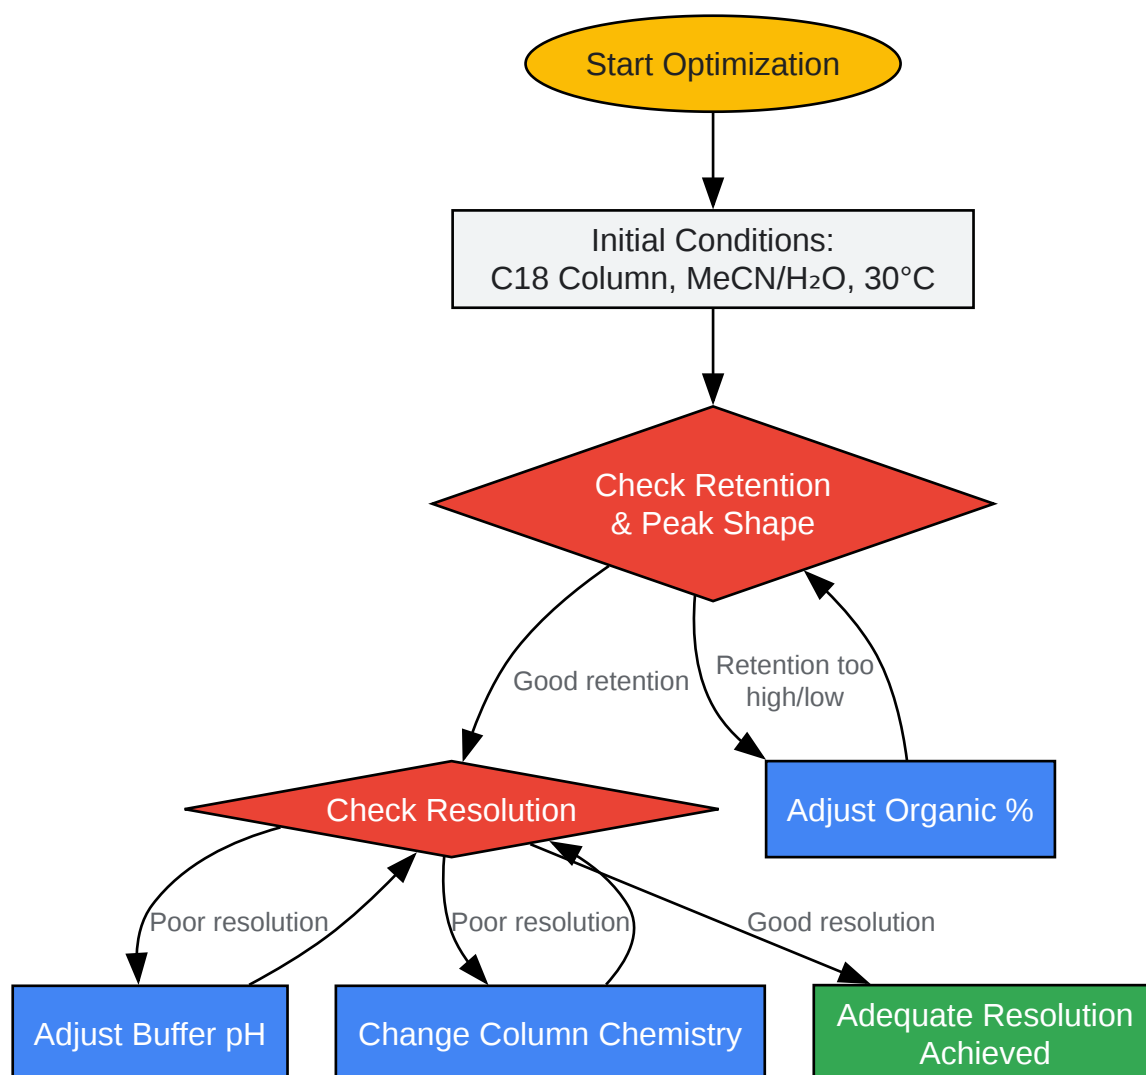 Start Optimization
Initial Conditions:
C18 Column, MeCN/H₂O, 30°C
Check Retention
& Peak Shape
Good retention
Retention too
high/low
Check Resolution
Adjust Organic %
Poor resolution
Poor resolution
Good resolution
Adjust Buffer pH
Change Column Chemistry
Adequate Resolution
Achieved